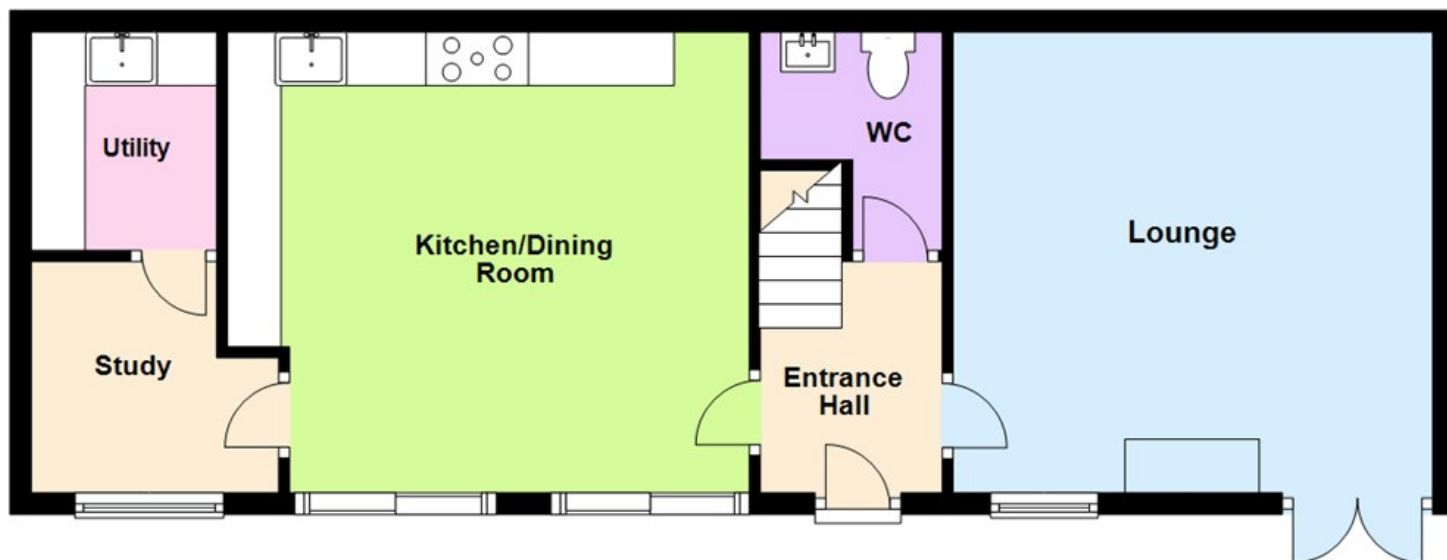 Utility
Study
Kitchen/Dining
Room
WC
Entrance
Hall
Lounge